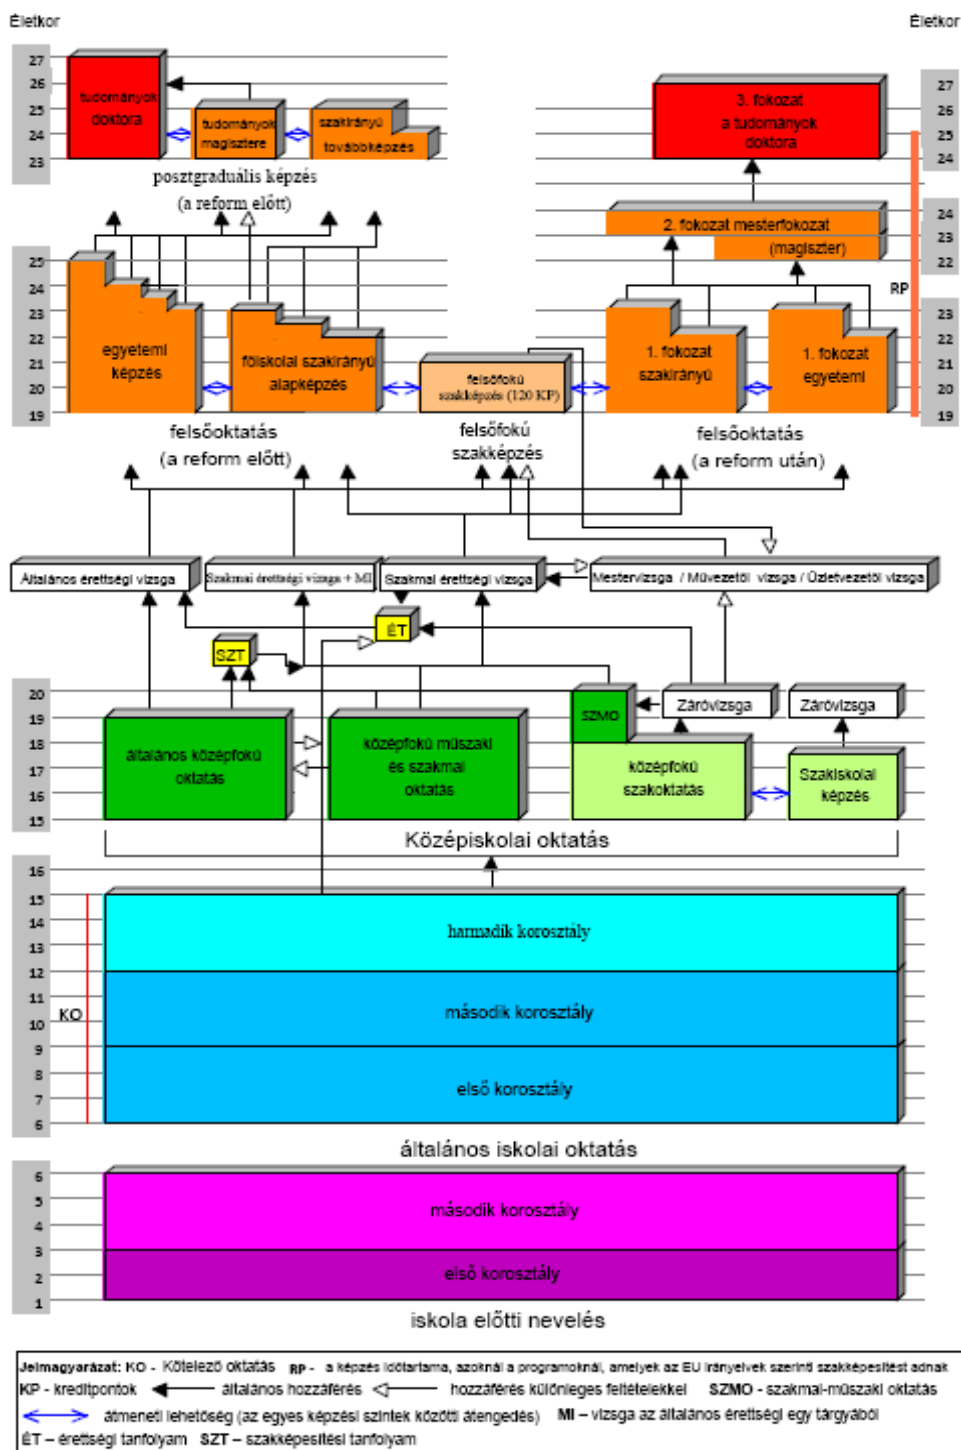 Életkor
Életkor
27
26
25
24
23
tudományok
doktora
tudományok
magisztere
szakirányú
továbbképzés
posztgraduális képzés
(a reform előtt)
3. fokozat
a tudományok
doktora
27
26
25
24
2. fokozat mesterfokozat
(magiszter)
24
23
22
RP
25
24
23
22
21
20
19
egyetemi
képzés
főiskolai szakirányú
alapképzés
felsőfokú
szakképzés (120 KP)
1. fokozat
szakirányú
1. fokozat
egyetemi
23
22
21
20
19
felsőoktatás
(a reform előtt)
felsőfokú
szakképzés
felsőoktatás
(a reform után)
Általános érettségi vizsga
Szakmai érettségi vizsga + MI
Szakmai érettségi vizsga
Mestervizsga / Művezetői vizsga / Üzletvezetői vizsga
ÉT
SZT
20
19
18
17
16
15
általános középfokú
oktatás
középfokú műszaki
és szakmai
oktatás
SZMO
középfokú
szakoktatás
Záróvizsga
Záróvizsga
Szakiskolai
képzés
Középiskolai oktatás
16
15
14
13
12
11
10
9
8
7
6
KO
harmadik korosztály
második korosztály
első korosztály
általános iskolai oktatás
6
5
4
3
2
1
második korosztály
első korosztály
iskola előtti nevelés
Jelmagyarázat: KO - Kötelező oktatás RP - a képzés időtartama, azoknál a programoknál, amelyek az EU irányelvek szerinti szakképesítést adnak
KP - kreditpontok általános hozzáférés hozzáférés különleges feltételekkel SZMO - szakmai-műszaki oktatás
átmeneti lehetőség (az egyes képzési szintek közötti átengedés) MI – vizsga az általános érettségi egy tárgyából
ÉT – érettségi tanfolyam SZT – szakképesítési tanfolyam